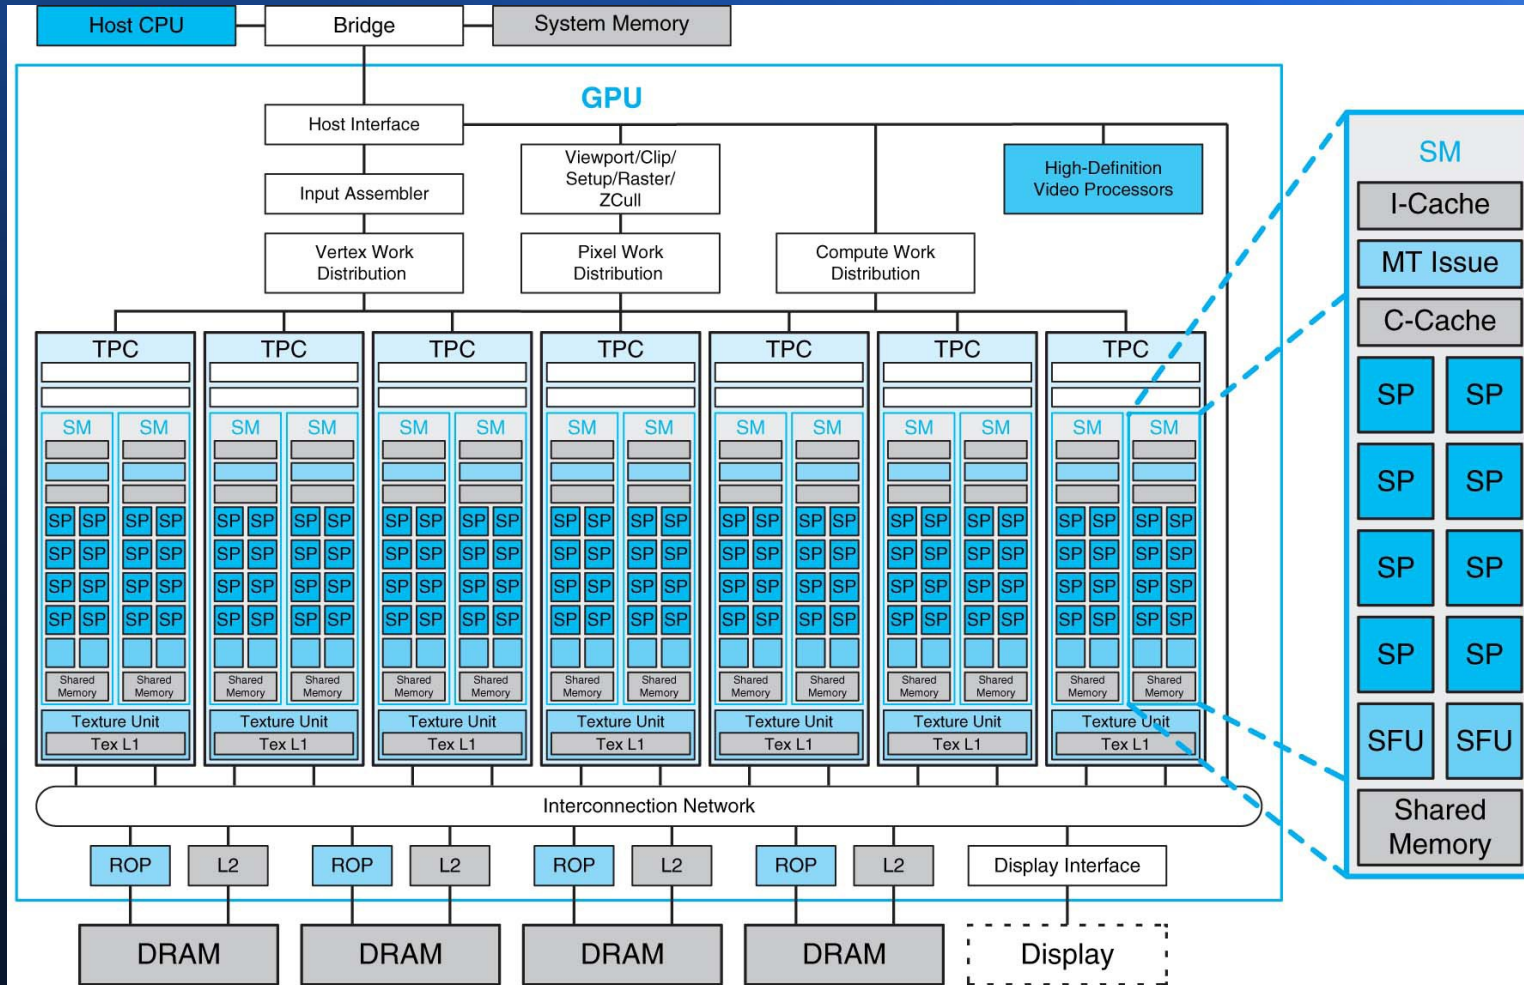 Host CPU
Bridge
System Memory
GPU
Host Interface
Viewport/Clip/
Setup/Raster/
ZCull
High-Definition
Video Processors
Input Assembler
Vertex Work
Distribution
Pixel Work
Distribution
Compute Work
Distribution
TPC TPC TPC TPC TPC TPC TPC
SM SM SM SM SM SM SM SM SM SM SM SM SM SM
SP SP SP SP SP SP SP SP SP SP SP SP SP SP SP SP SP SP SP SP SP SP SP SP SP SP SP SP
SP SP SP SP SP SP SP SP SP SP SP SP SP SP SP SP SP SP SP SP SP SP SP SP SP SP SP SP
SP SP SP SP SP SP SP SP SP SP SP SP SP SP SP SP SP SP SP SP SP SP SP SP SP SP SP SP
SP SP SP SP SP SP SP SP SP SP SP SP SP SP SP SP SP SP SP SP SP SP SP SP SP SP SP SP
Shared Shared Shared Shared Shared Shared Shared Shared Shared Shared Shared Shared Shared Shared
Memory Memory Memory Memory Memory Memory Memory Memory Memory Memory Memory Memory Memory Memory
Texture Unit Texture Unit Texture Unit Texture Unit Texture Unit Texture Unit Texture Unit
Tex L1 Tex L1 Tex L1 Tex L1 Tex L1 Tex L1 Tex L1
Interconnection Network
ROP L2 ROP L2 ROP L2 ROP L2 Display Interface
DRAM DRAM DRAM DRAM Display
SM
I-Cache
MT Issue
C-Cache
SP SP
SP SP
SP SP
SP SP
SFU SFU
Shared
Memory